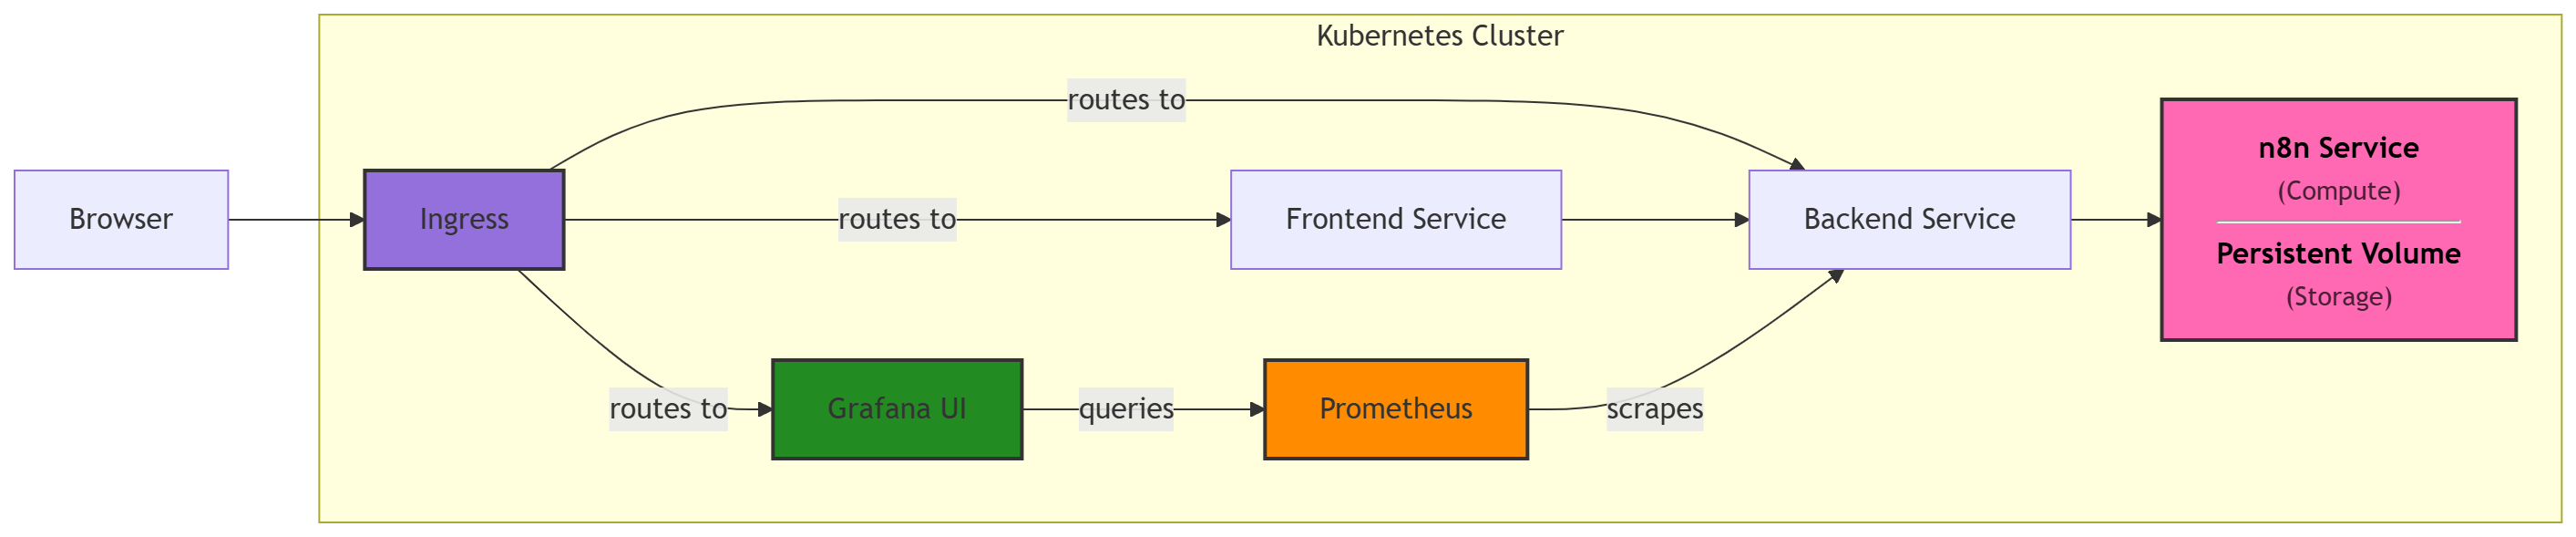 Kubernetes Cluster
routes to
Browser
Ingress
routes to
Frontend Service
Backend Service
n8n Service
(Compute)
Persistent Volume
(Storage)
routes to
Grafana UI
queries
Prometheus
scrapes